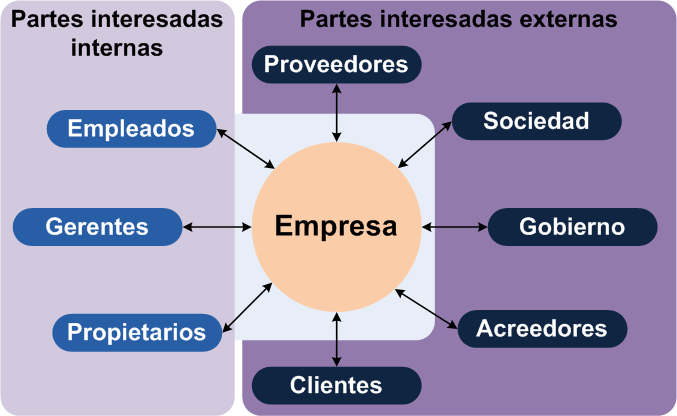 Partes interesadas
internas
Partes interesadas externas
Proveedores
Empleados
Sociedad
Gerentes
Empresa
Gobierno
Propietarios
Acreedores
Clientes